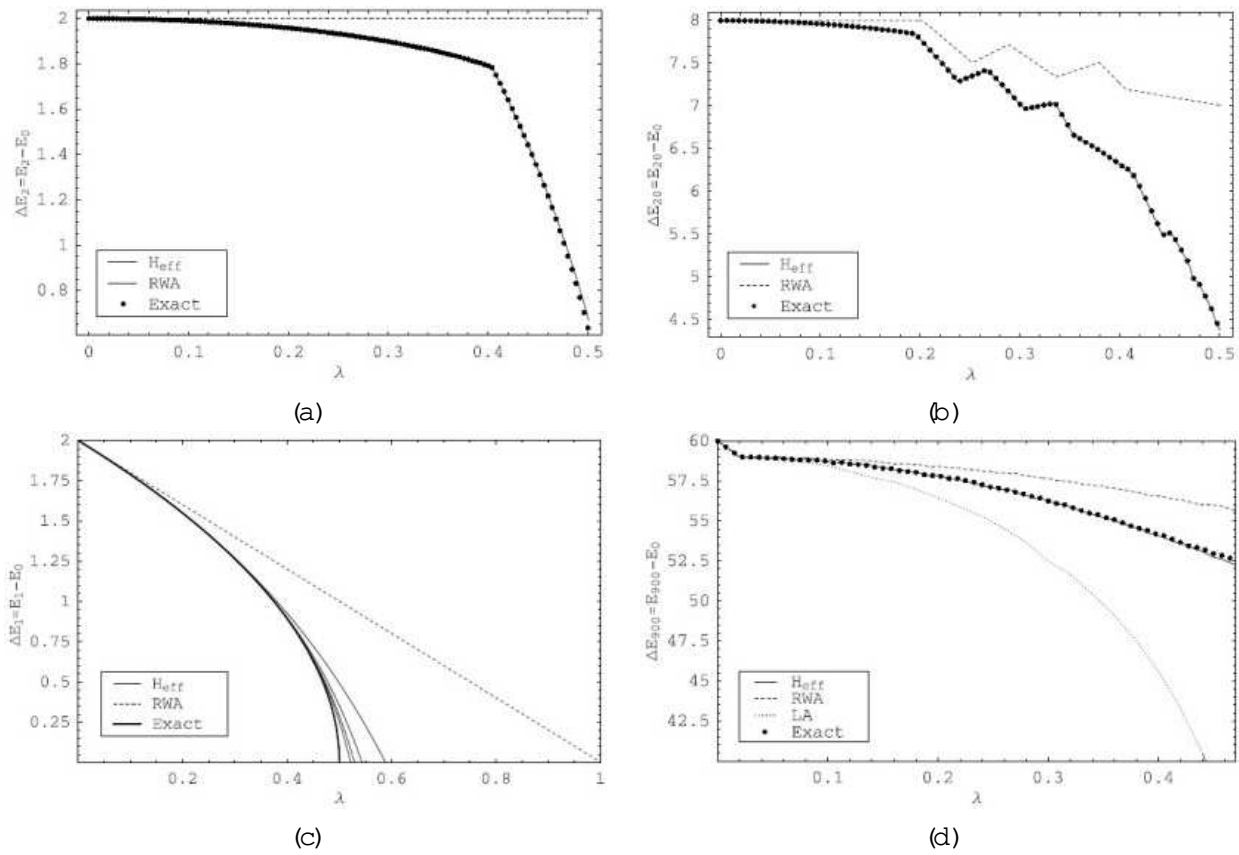 (a)
ΔE₂=E₂-E₀
2
1.8
1.6
1.4
1.2
1
0.8
H_eff
RWA
Exact
0 0.1 0.2 0.3 0.4 0.5
λ
(a)
(b)
ΔE₂₀=E₂₀-E₀
8
7.5
7
6.5
6
5.5
5
4.5
H_eff
RWA
Exact
0 0.1 0.2 0.3 0.4 0.5
λ
(b)
ΔE₁=E₁-E₀
2
1.75
1.5
1.25
1
0.75
0.5
0.25
H_eff
RWA
Exact
0.2 0.4 0.6 0.8 1
λ
(c)
ΔE₉₀₀=E₉₀₀-E₀
60
57.5
55
52.5
50
47.5
45
42.5
H_eff
RWA
LA
Exact
0.1 0.2 0.3 0.4
λ
(d)